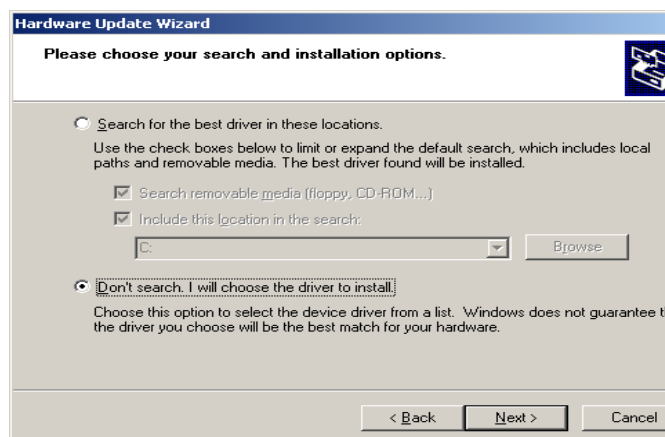 Hardware Update Wizard
Please choose your search and installation options.
Search for the best driver in these locations.
Use the check boxes below to limit or expand the default search, which includes local
paths and removable media. The best driver found will be installed.
Search removable media (floppy, CD-ROM...)
Include this location in the search:
C:
Browse
Don't search. I will choose the driver to install.
Choose this option to select the device driver from a list. Windows does not guarantee
the driver you choose will be the best match for your hardware.
< Back
Next >
Cancel